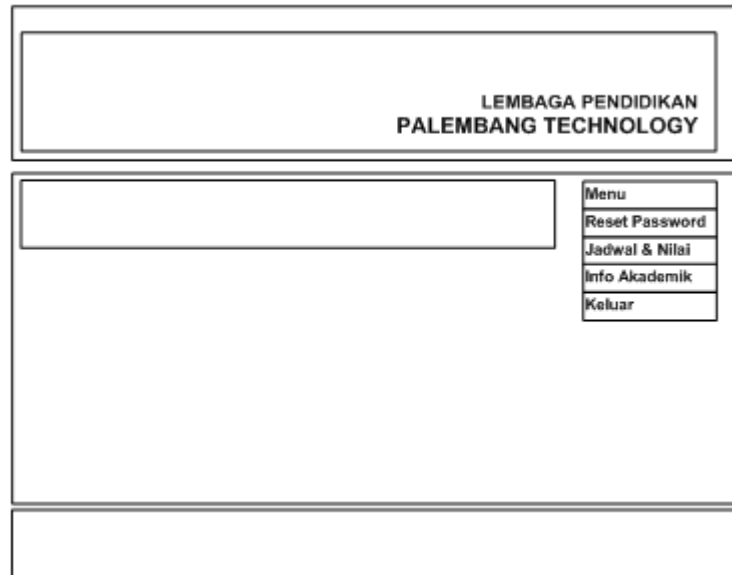 LEMBAGA PENDIDIKAN
PALEMBANG TECHNOLOGY
Menu
Reset Password
Jadwal & Nilai
Info Akademik
Keluar